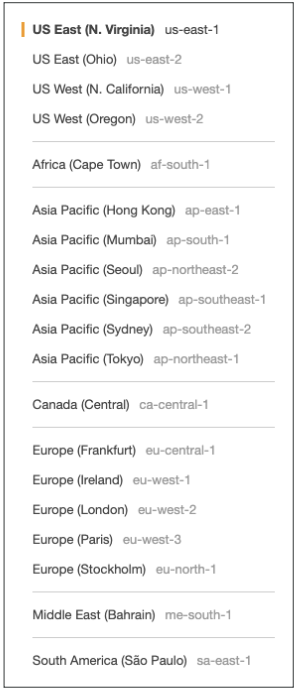 US East (N. Virginia) us-east-1
US East (Ohio) us-east-2
US West (N. California) us-west-1
US West (Oregon) us-west-2
Africa (Cape Town) af-south-1
Asia Pacific (Hong Kong) ap-east-1
Asia Pacific (Mumbai) ap-south-1
Asia Pacific (Seoul) ap-northeast-2
Asia Pacific (Singapore) ap-southeast-1
Asia Pacific (Sydney) ap-southeast-2
Asia Pacific (Tokyo) ap-northeast-1
Canada (Central) ca-central-1
Europe (Frankfurt) eu-central-1
Europe (Ireland) eu-west-1
Europe (London) eu-west-2
Europe (Paris) eu-west-3
Europe (Stockholm) eu-north-1
Middle East (Bahrain) me-south-1
South America (São Paulo) sa-east-1